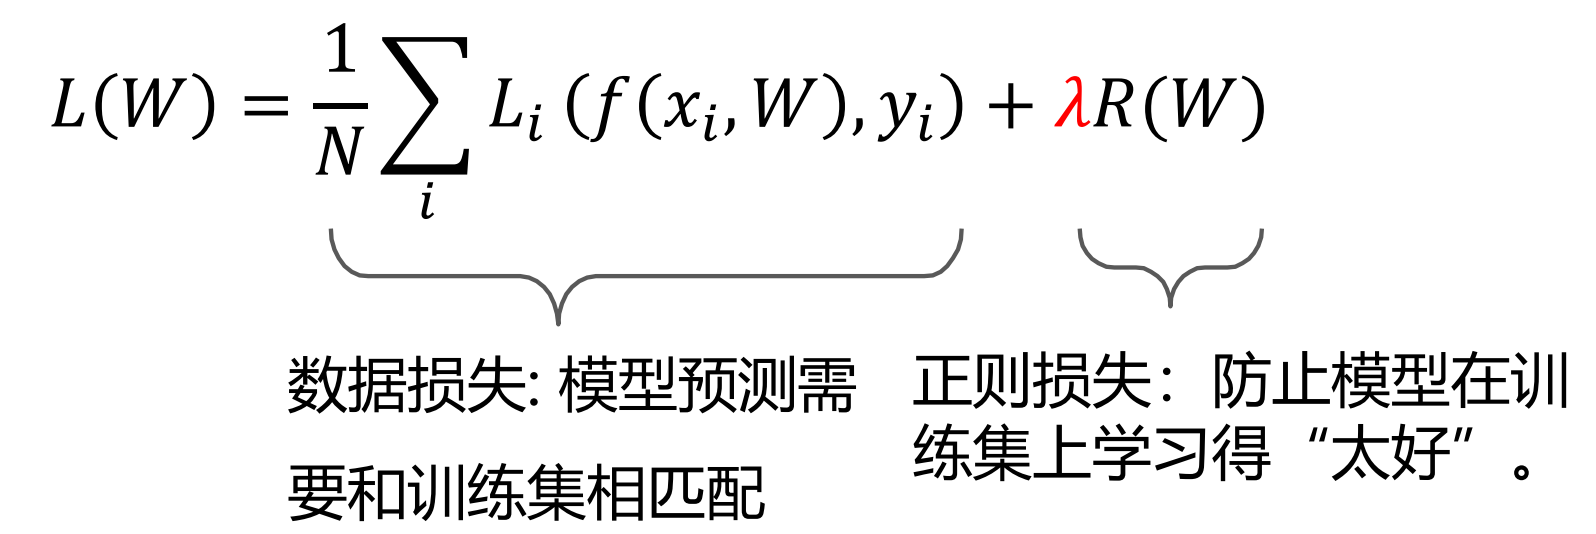 L(W) = \frac{1}{N} \sum_{i} L_i (f(x_i, W), y_i) + λR(W)
数据损失: 模型预测需
要和训练集相匹配
正则损失：防止模型在训
练集上学习得“太好”。